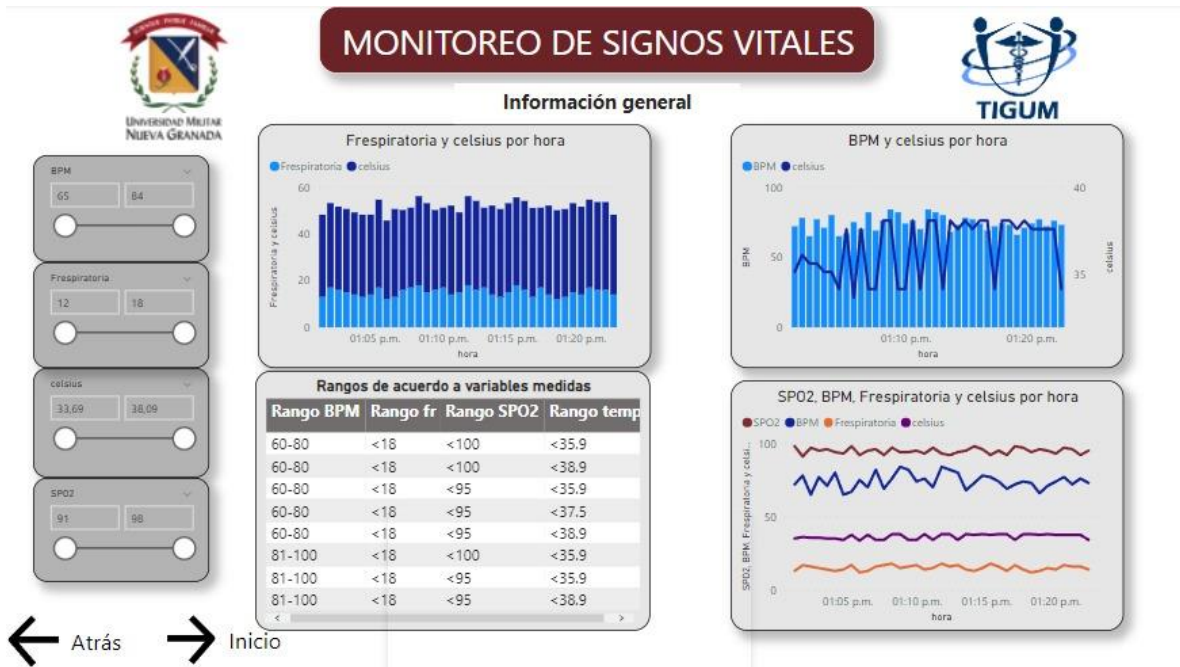 MONITOREO DE SIGNOS VITALES
UNIVERSIDAD MILITAR
NUEVA GRANADA
TIGUM
Información general
BPM
65 84
Frespiratoria
12 18
celsius
33,69 38,09
SPO2
91 98
Frespiratoria y celsius por hora
Frespiratoria celsius
Frespiratoria y celsius
60
40
20
0
01:05 p.m. 01:10 p.m. 01:15 p.m. 01:20 p.m.
hora
BPM y celsius por hora
BPM celsius
BPM
100
50
0
celsius
40
35
01:10 p.m. 01:20 p.m.
hora
Rangos de acuerdo a variables medidas
Rango BPM Rango fr Rango SPO2 Rango temp
60-80 <18 <100 <35.9
60-80 <18 <100 <38.9
60-80 <18 <95 <35.9
60-80 <18 <95 <37.5
60-80 <18 <95 <38.9
81-100 <18 <100 <35.9
81-100 <18 <95 <35.9
81-100 <18 <95 <38.9
SPO2, BPM, Frespiratoria y celsius por hora
SPO2 BPM Frespiratoria celsius
SPO2, BPM, Frespiratoria y celsi...
100
50
0
01:05 p.m. 01:10 p.m. 01:15 p.m. 01:20 p.m.
hora
Atrás
Inicio